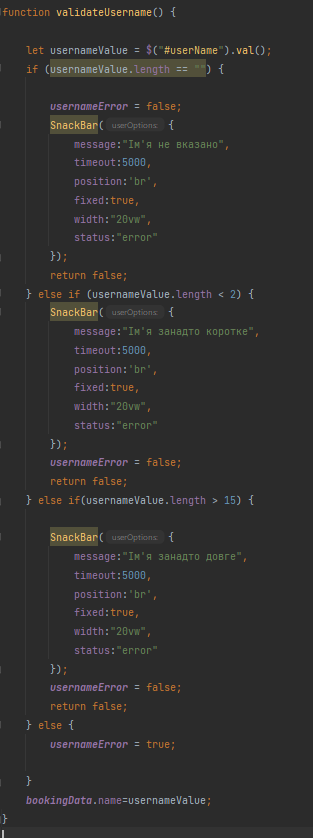 function validateUsername() {
let usernameValue = $("#userName").val();
if (usernameValue.length == "") {
usernameError = false;
SnackBar( userOptions: {
message:"Ім'я не вказано",
timeout:5000,
position:'br',
fixed:true,
width:"20vw",
status:"error"
});
return false;
} else if (usernameValue.length < 2) {
SnackBar( userOptions: {
message:"Ім'я занадто коротке",
timeout:5000,
position:'br',
fixed:true,
width:"20vw",
status:"error"
});
usernameError = false;
return false;
} else if(usernameValue.length > 15) {
SnackBar( userOptions: {
message:"Ім'я занадто довге",
timeout:5000,
position:'br',
fixed:true,
width:"20vw",
status:"error"
});
usernameError = false;
return false;
} else {
usernameError = true;
}
bookingData.name=usernameValue;
}